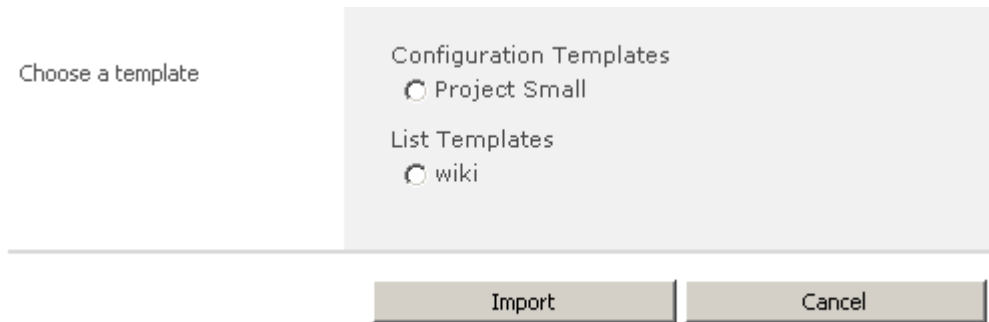 Choose a template
Configuration Templates
Project Small
List Templates
wiki
Import
Cancel